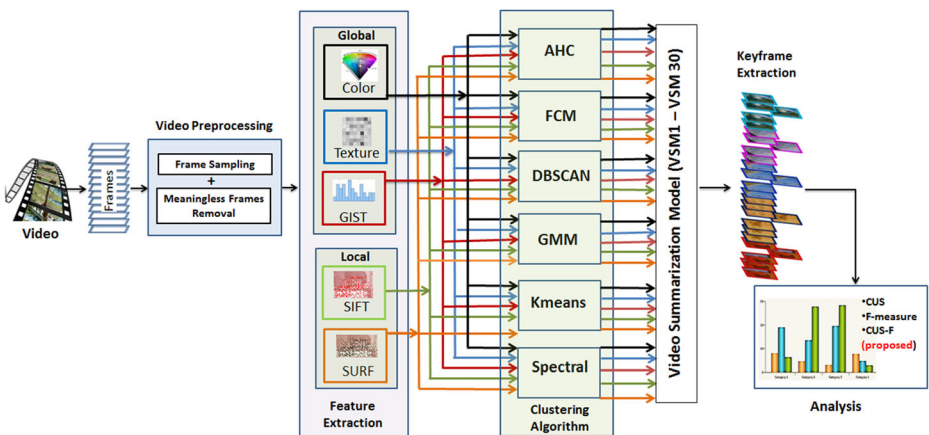 Video
Frames
Video Preprocessing
Frame Sampling
+
Meaningless Frames
Removal
Global
Color
Texture
GIST
Local
SIFT
SURF
Feature
Extraction
AHC
FCM
DBSCAN
GMM
Kmeans
Spectral
Clustering
Algorithm
Video Summarization Model (VSM1 – VSM 30)
Keyframe
Extraction
•CUS
•F-measure
•CUS-F
(proposed)
Analysis